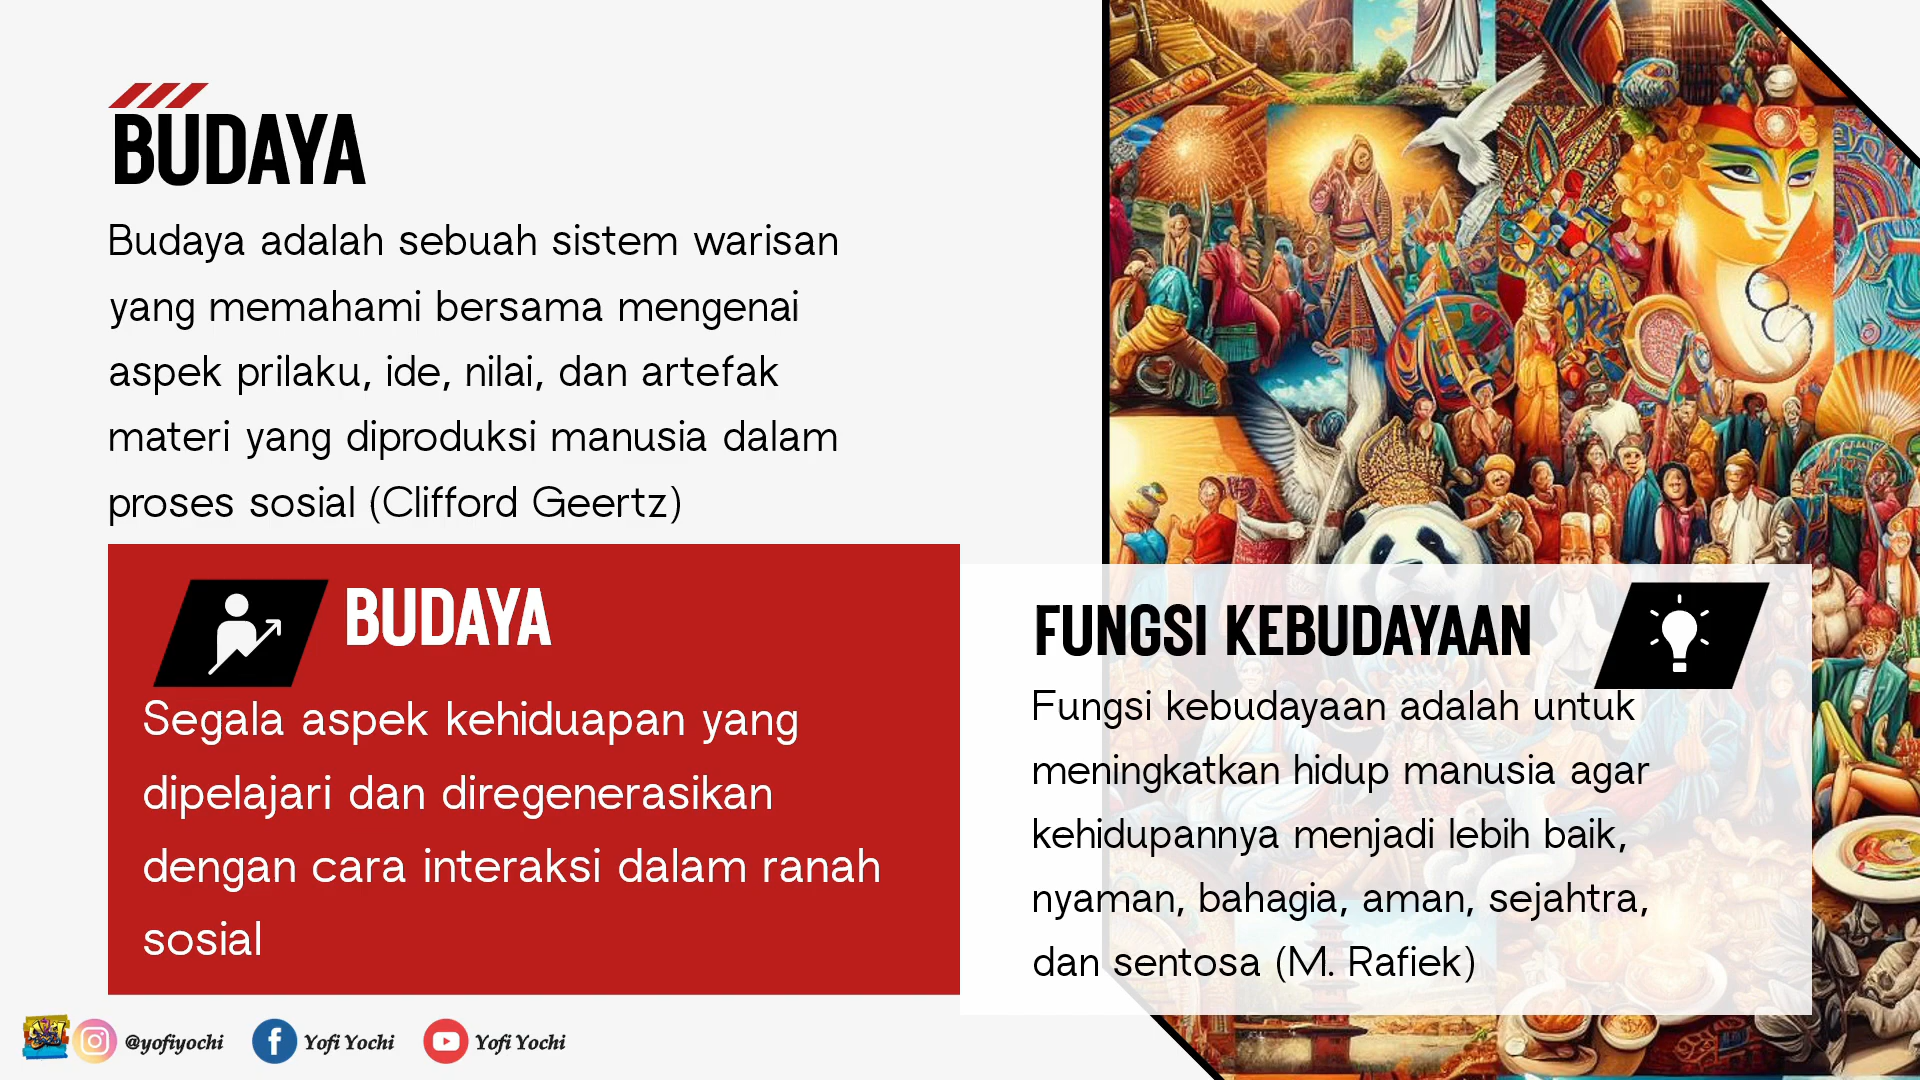 BUDAYA
Budaya adalah sebuah sistem warisan
yang memahami bersama mengenai
aspek prilaku, ide, nilai, dan artefak
materi yang diproduksi manusia dalam
proses sosial (Clifford Geertz)
BUDAYA
Segala aspek kehiduapan yang
dipelajari dan diregenerasikan
dengan cara interaksi dalam ranah
sosial
FUNGSI KEBUDAYAAN
Fungsi kebudayaan adalah untuk
meningkatkan hidup manusia agar
kehidupannya menjadi lebih baik,
nyaman, bahagia, aman, sejahtra,
dan sentosa (M. Rafiek)
@yofiyochi
Yofi Yochi
Yofi Yochi